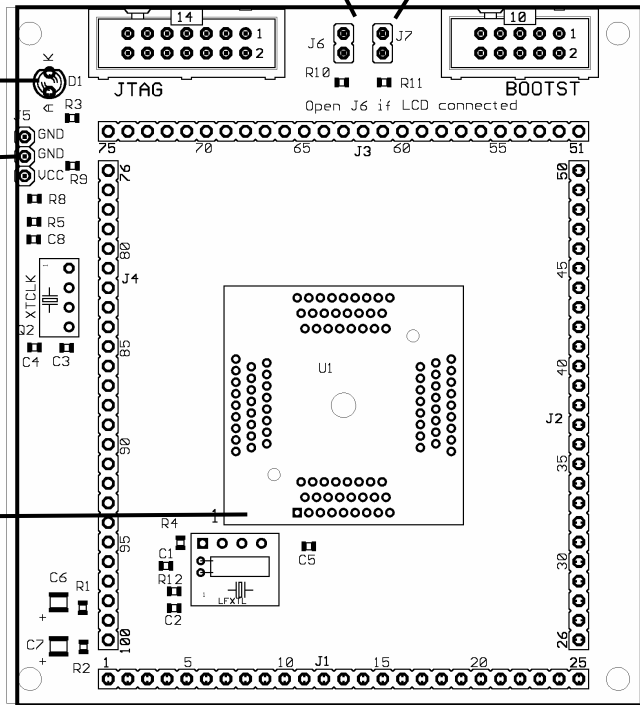 14
10
1
2
J6
J7
1
2
K
D1
A
JTAG
R10
R11
BOOTST
Open J6 if LCD connected
R3
J5
GND
GND
VCC
R9
R8
R5
C8
75
70
65
J3
60
55
51
76
50
80
J4
45
XTCLK
Q2
85
C4
C3
U1
40
J2
90
35
1
R4
95
C1
C5
30
R12
LFXTL
1
C2
C6
R1
+
C7
+
R2
100
26
1
5
10
J1
15
20
25